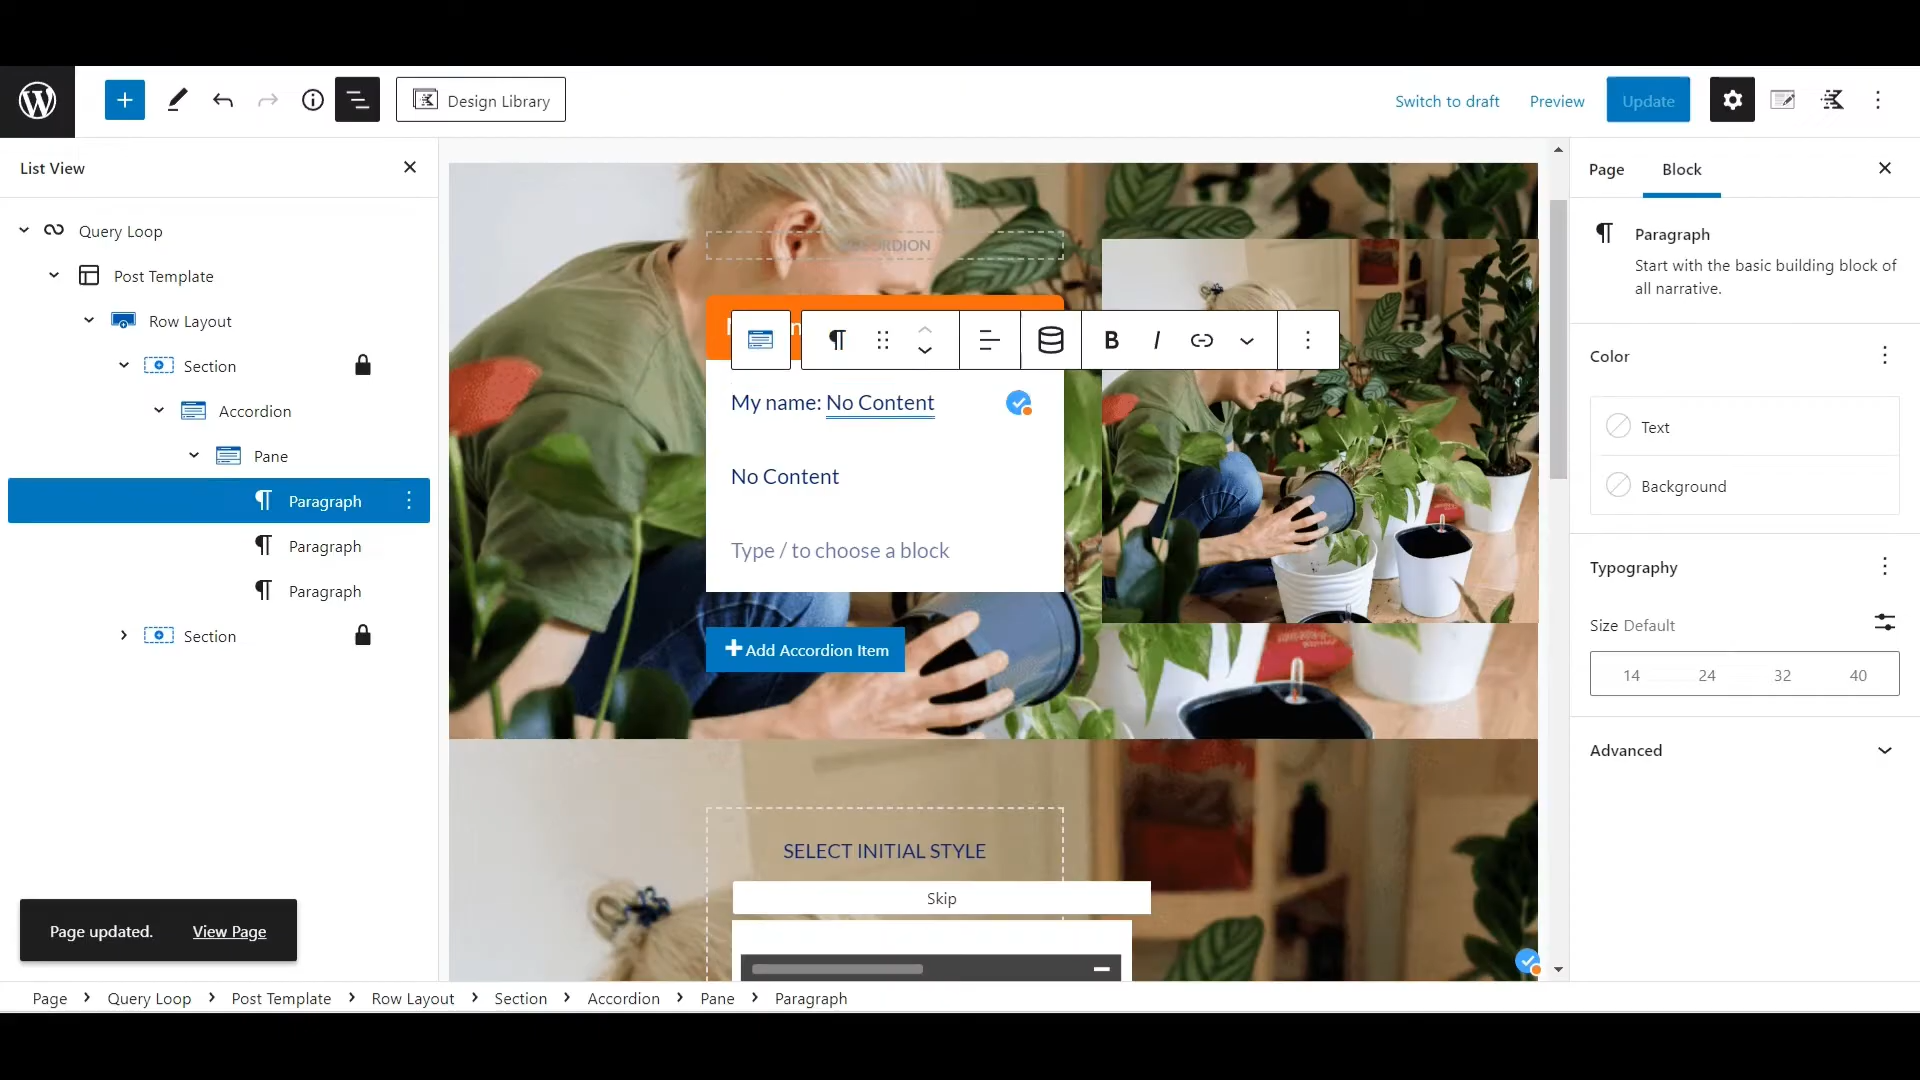 Design Library
Switch to draft
Preview
Update
List View
Query Loop
Post Template
Row Layout
Section
Accordion
Pane
Paragraph
Paragraph
Paragraph
Section
Page updated.
View Page
My name: No Content
No Content
Type / to choose a block
Add Accordion Item
SELECT INITIAL STYLE
Skip
Page
Block
Paragraph
Start with the basic building block of
all narrative.
Color
Text
Background
Typography
Size Default
14 24 32 40
Advanced
Page > Query Loop > Post Template > Row Layout > Section > Accordion > Pane > Paragraph